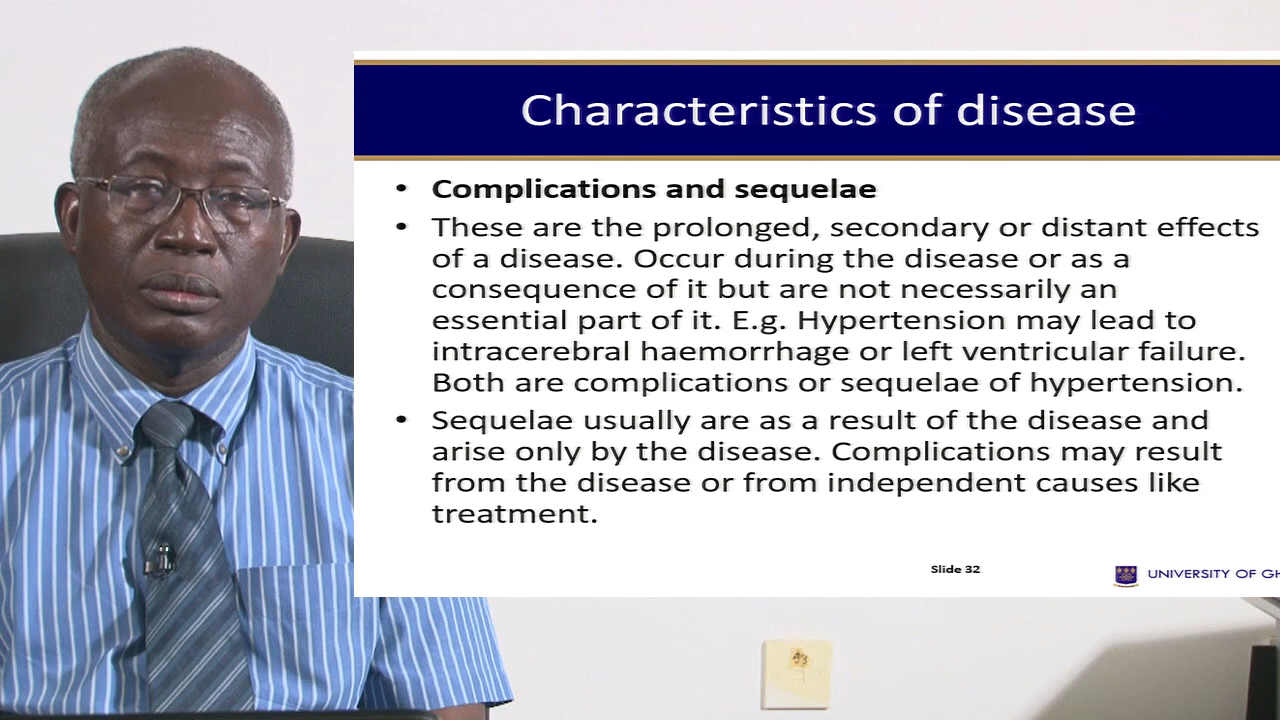 Characteristics of disease
• Complications and sequelae
• These are the prolonged, secondary or distant effects
of a disease. Occur during the disease or as a
consequence of it but are not necessarily an
essential part of it. E.g. Hypertension may lead to
intracerebral haemorrhage or left ventricular failure.
Both are complications or sequelae of hypertension.
• Sequelae usually are as a result of the disease and
arise only by the disease. Complications may result
from the disease or from independent causes like
treatment.
Slide 32
UNIVERSITY OF GH